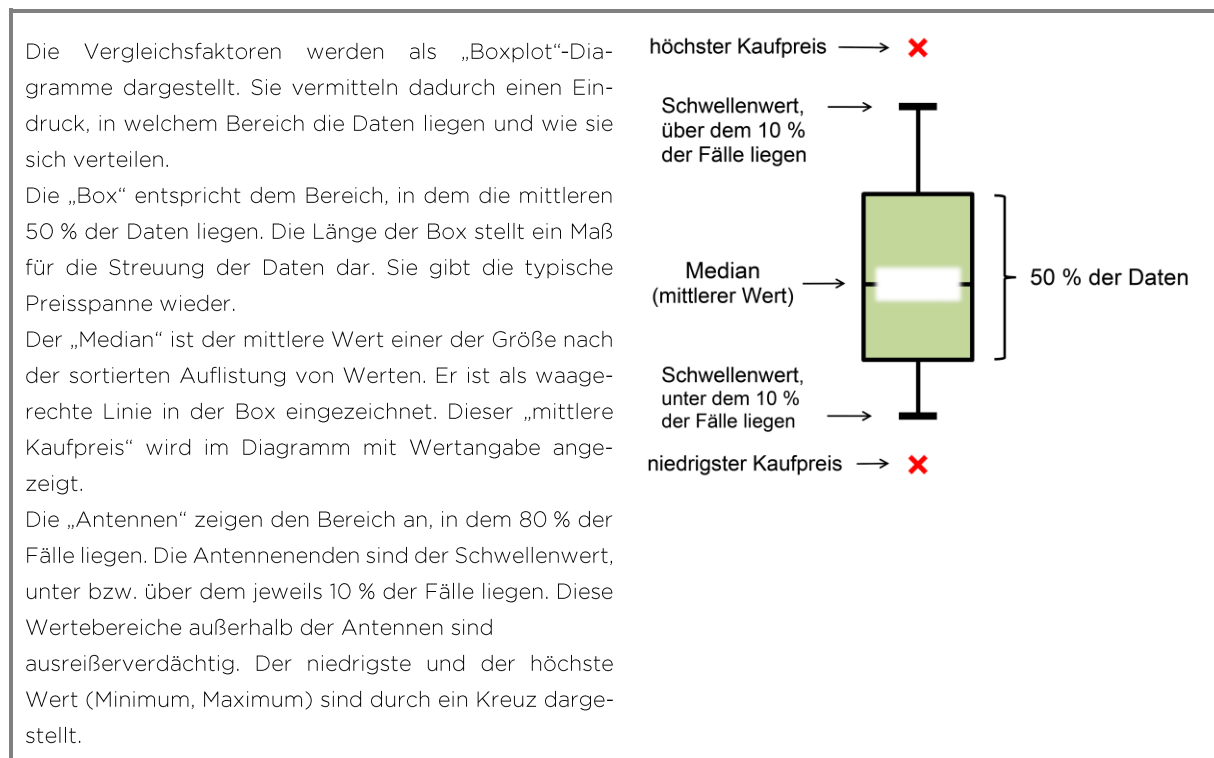 Die Vergleichsfaktoren werden als „Boxplot“-Dia-
gramme dargestellt. Sie vermitteln dadurch einen Ein-
druck, in welchem Bereich die Daten liegen und wie sie
sich verteilen.
Die „Box“ entspricht dem Bereich, in dem die mittleren
50 % der Daten liegen. Die Länge der Box stellt ein Maß
für die Streuung der Daten dar. Sie gibt die typische
Preisspanne wieder.
Der „Median“ ist der mittlere Wert einer der Größe nach
der sortierten Auflistung von Werten. Er ist als waage-
rechte Linie in der Box eingezeichnet. Dieser „mittlere
Kaufpreis“ wird im Diagramm mit Wertangabe ange-
zeigt.
Die „Antennen“ zeigen den Bereich an, in dem 80 % der
Fälle liegen. Die Antennenenden sind der Schwellenwert,
unter bzw. über dem jeweils 10 % der Fälle liegen. Diese
Wertebereiche außerhalb der Antennen sind
ausreißerverdächtig. Der niedrigste und der höchste
Wert (Minimum, Maximum) sind durch ein Kreuz darge-
stellt.
höchster Kaufpreis
Schwellenwert,
über dem 10 %
der Fälle liegen
Median
(mittlerer Wert)
50 % der Daten
Schwellenwert,
unter dem 10 %
der Fälle liegen
niedrigster Kaufpreis